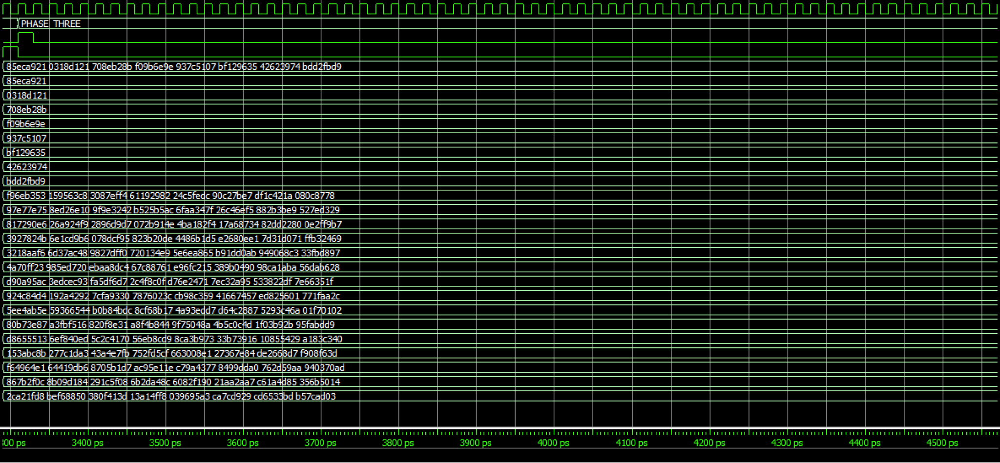 PHASE_THREE
85eca921 0318d121 708eb28b f09b6e9e 937c5107 bf129635 42623974 bdd2fbd9
85eca921
0318d121
708eb28b
f09b6e9e
937c5107
bf129635
42623974
bdd2fbd9
f96eb353 159563c8 3087eff4 61192982 24c5fedc 90c27be7 df1c421a 080c8778
97e77e75 8ed26e10 9f9e3242 b525b5ac 6faa347f 26c46ef5 882b3be9 527ed329
817290e6 26a924f9 2896d9d7 072b914e 4ba182f4 17a68734 82dd2280 0e2ff9b7
3927824b 6e1cd9b6 078dcf95 823b20de 4486b1d5 e2680ee1 7d31d071 ffb32469
3218aaf6 6d37ac48 9827dff0 720134e9 5e6ea865 b91dd0ab 949068c3 33fbd897
4a70ff23 985ed720 ebaa8dc4 67c88761 e96fc215 389b0490 98ca1aba 56dab628
d90a95ac 3edcec93 fa5df6d7 2c4f8c0f d76e2471 7ec32a95 533822df 7e66351f
924c84d4 192a4292 7cfa9330 7876023c cb98c359 41667457 ed825601 771faa2c
5ee4ab5e 59366544 b0b84bdc 8cf68b17 4a93edd7 d64c2887 5293c46a 01f70102
80b73e87 a3fbf516 820f8e31 a8f4b844 9f75048a 4b5c0c4d 1f03b92b 95fabdd9
d8655513 6ef840ed 5c2c4170 56eb8cd9 8ca3b973 33b73916 10855429 a183c340
153abc8b 277c1da3 43a4e7fb 752fd5cf 663008e1 27367e84 de2668d7 f908f63d
f64964e1 64419db6 8705b1d7 ac95e11e c79a4377 8499dda0 762d59aa 940370ad
867b2f0c 8b09d184 291c5f08 6b2da48c 6082f190 21aa2aa7 c61a4d85 356b5014
2ca21fd8 bef68850 380f413d 13a14ff8 039695a3 ca7cd929 cd6533bd b57cad03
00 ps 3400 ps 3500 ps 3600 ps 3700 ps 3800 ps 3900 ps 4000 ps 4100 ps 4200 ps 4300 ps 4400 ps 4500 ps